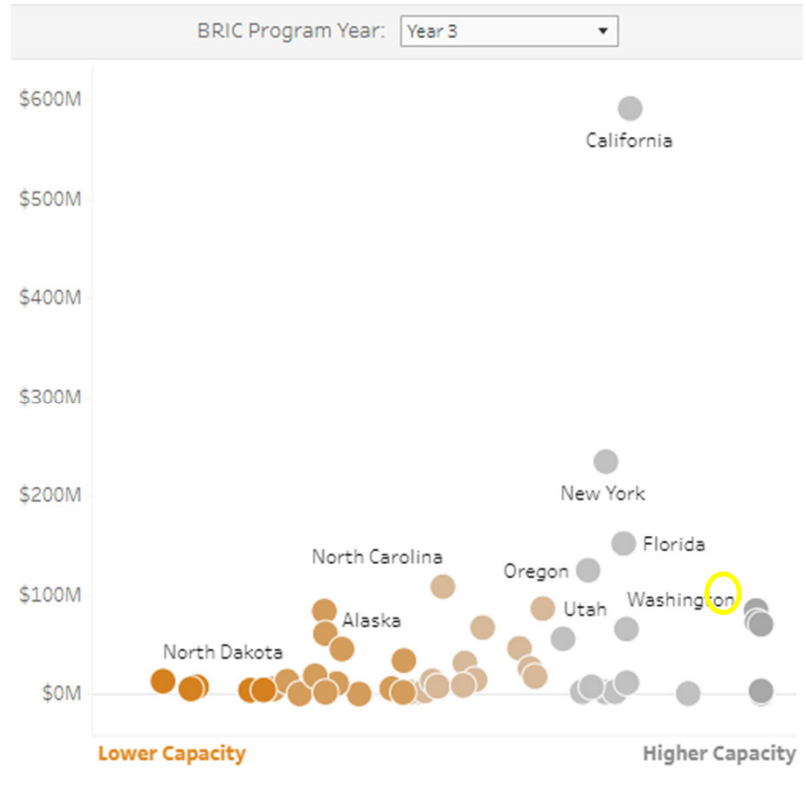 BRIC Program Year: Year 3
$600M
California
$500M
$400M
$300M
$200M
New York
Florida
North Carolina
Oregon
$100M
Washington
Utah
Alaska
North Dakota
$0M
Lower Capacity
Higher Capacity